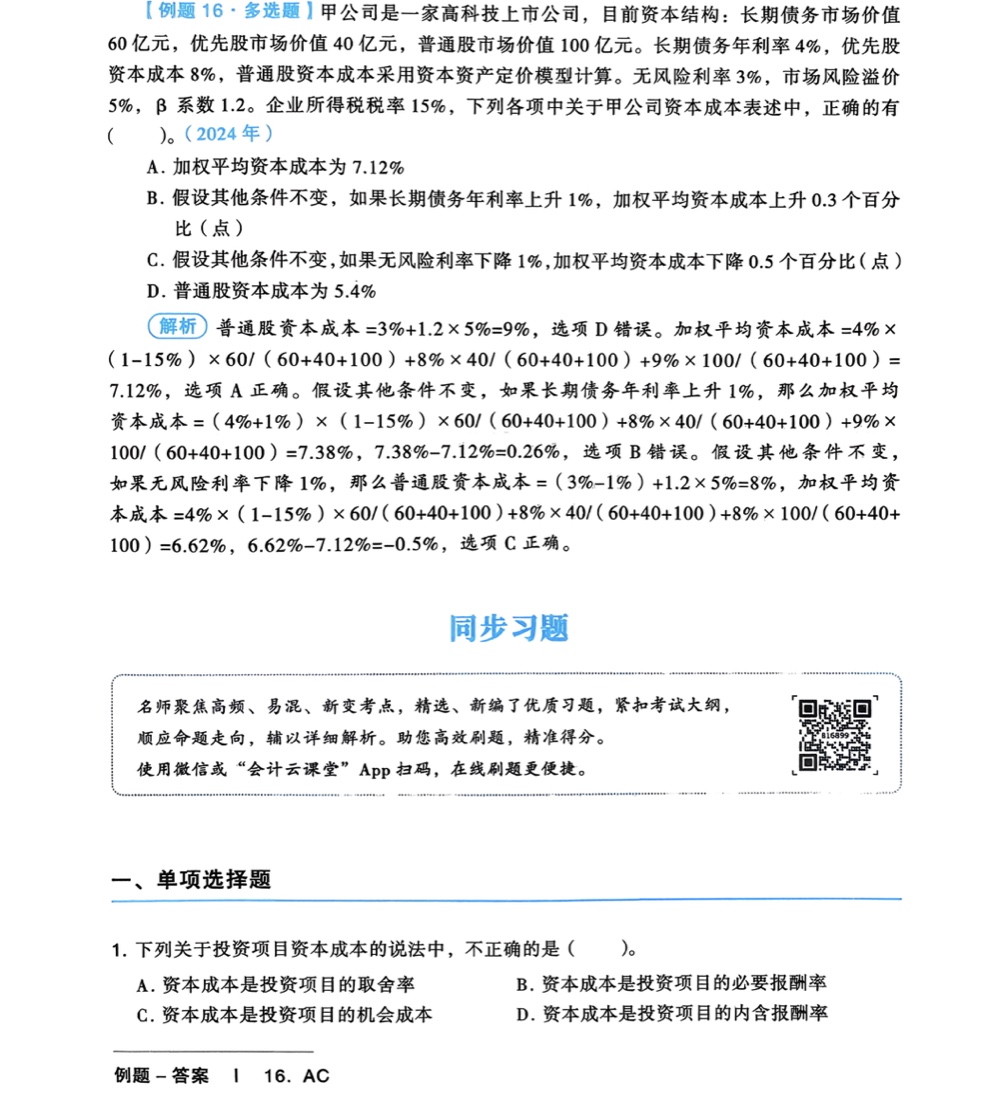 【例题 16·多选题】甲公司是一家高科技上市公司，目前资本结构：长期债务市场价值
60 亿元，优先股市场价值 40 亿元，普通股市场价值 100 亿元。长期债务年利率 4%，优先股
资本成本 8%，普通股资本成本采用资本资产定价模型计算。无风险利率 3%，市场风险溢价
5%，β 系数 1.2。企业所得税税率 15%，下列各项中关于甲公司资本成本表述中，正确的有
(　　)。（2024 年）
A. 加权平均资本成本为 7.12%
B. 假设其他条件不变，如果长期债务年利率上升 1%，加权平均资本成本上升 0.3 个百分
比（点）
C. 假设其他条件不变,如果无风险利率下降 1%,加权平均资本成本下降 0.5 个百分比（点）
D. 普通股资本成本为 5.4%
解析 普通股资本成本 =3%+1.2×5%=9%，选项 D 错误。加权平均资本成本 =4%×
（1-15%）×60/（60+40+100）+8%×40/（60+40+100）+9%×100/（60+40+100）=
7.12%，选项 A 正确。假设其他条件不变，如果长期债务年利率上升 1%，那么加权平均
资本成本 =（4%+1%）×（1-15%）×60/（60+40+100）+8%×40/（60+40+100）+9%×
100/（60+40+100）=7.38%，7.38%-7.12%=0.26%，选项 B 错误。假设其他条件不变，
如果无风险利率下降 1%，那么普通股资本成本 =（3%-1%）+1.2×5%=8%，加权平均资
本成本 =4%×（1-15%）×60/（60+40+100）+8%×40/（60+40+100）+8%×100/（60+40+
100）=6.62%，6.62%-7.12%=-0.5%，选项 C 正确。
同步习题
名师聚焦高频、易混、新变考点，精选、新编了优质习题，紧扣考试大纲，
顺应命题走向，辅以详细解析。助您高效刷题，精准得分。
使用微信或“会计云课堂”App 扫码，在线刷题更便捷。
816899
一、单项选择题
1. 下列关于投资项目资本成本的说法中，不正确的是（　　）。
A. 资本成本是投资项目的取舍率　B. 资本成本是投资项目的必要报酬率
C. 资本成本是投资项目的机会成本　D. 资本成本是投资项目的内含报酬率
例题 – 答案　|　16. AC